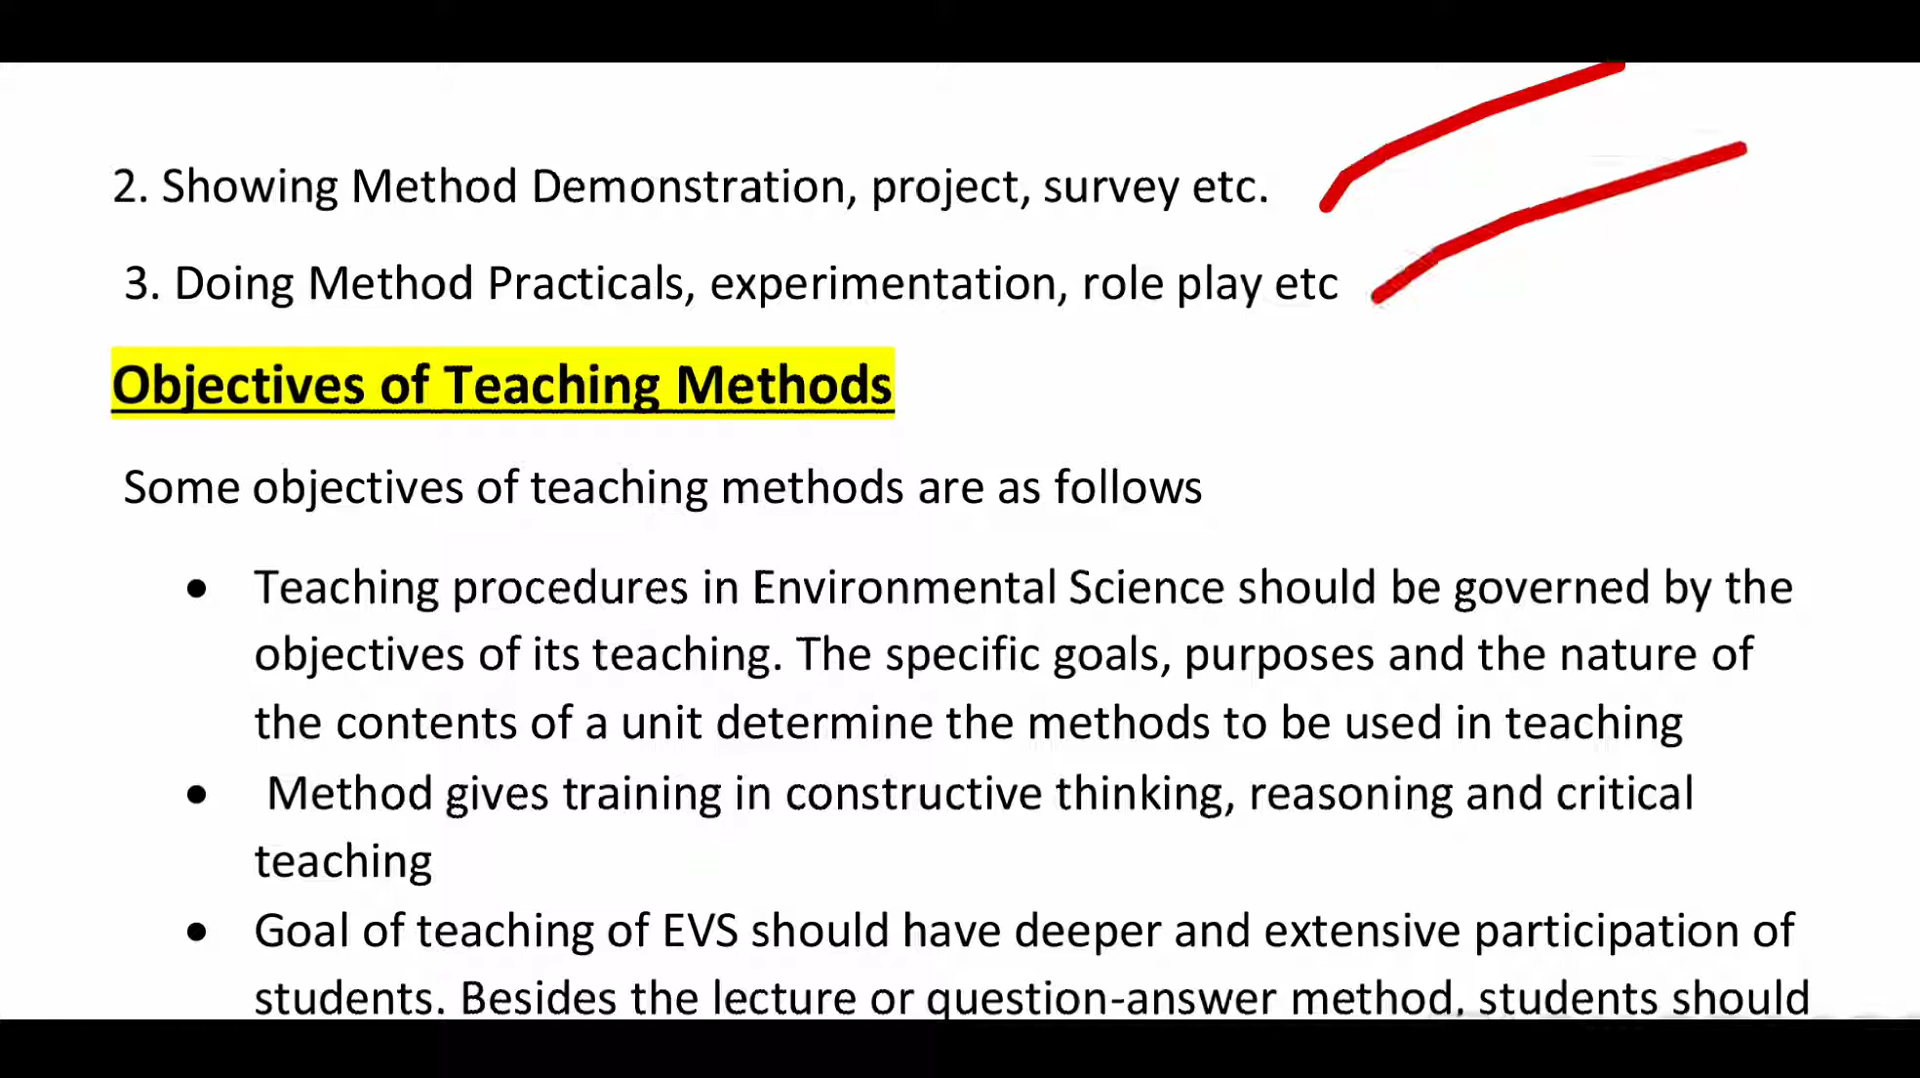 2. Showing Method Demonstration, project, survey etc.
3. Doing Method Practicals, experimentation, role play etc
Objectives of Teaching Methods
Some objectives of teaching methods are as follows
• Teaching procedures in Environmental Science should be governed by the
objectives of its teaching. The specific goals, purposes and the nature of
the contents of a unit determine the methods to be used in teaching
• Method gives training in constructive thinking, reasoning and critical
teaching
• Goal of teaching of EVS should have deeper and extensive participation of
students. Besides the lecture or question-answer method, students should